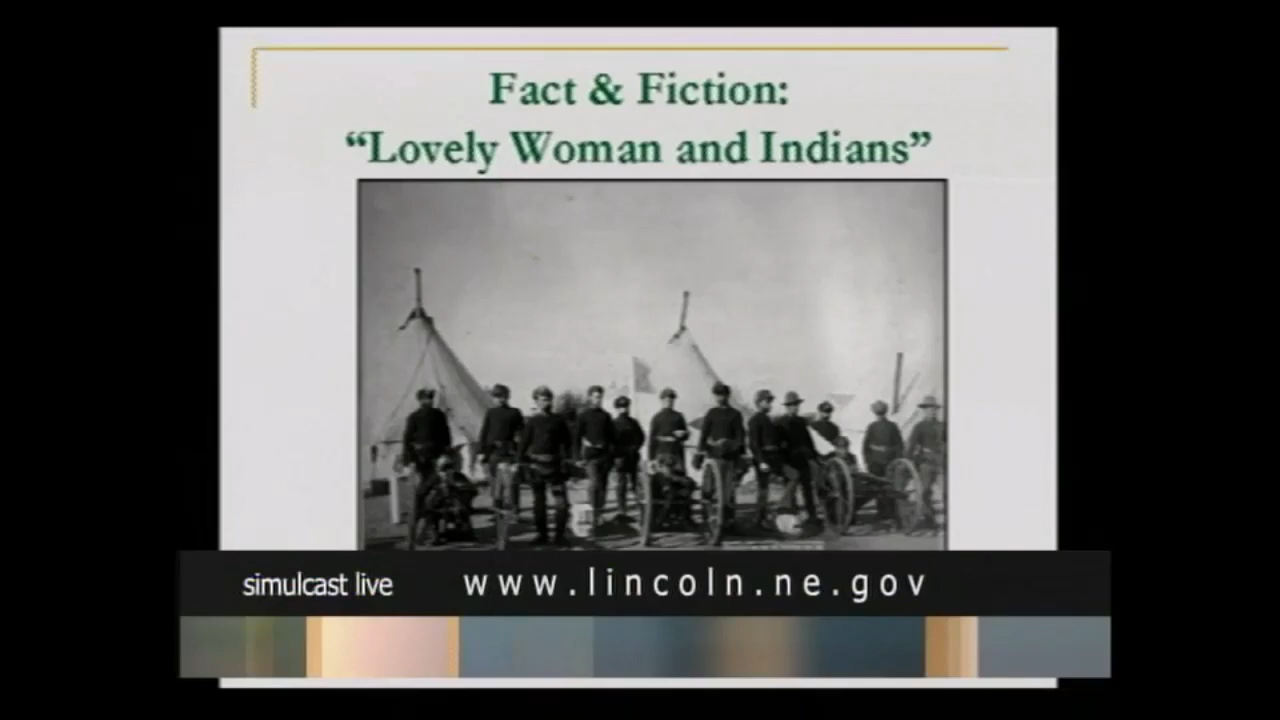 Fact & Fiction:
“Lovely Woman and Indians”
simulcast live
www.lincoln.ne.gov